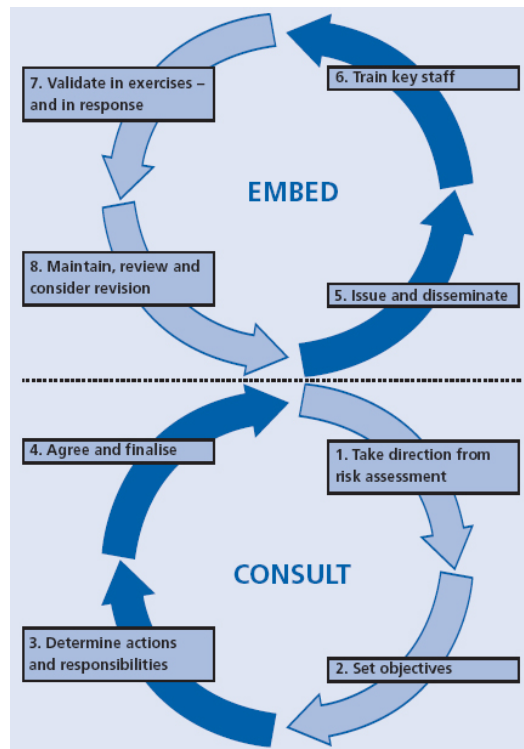 7. Validate in exercises –
and in response
6. Train key staff
EMBED
8. Maintain, review and
consider revision
5. Issue and disseminate
4. Agree and finalise
1. Take direction from
risk assessment
CONSULT
3. Determine actions
and responsibilities
2. Set objectives